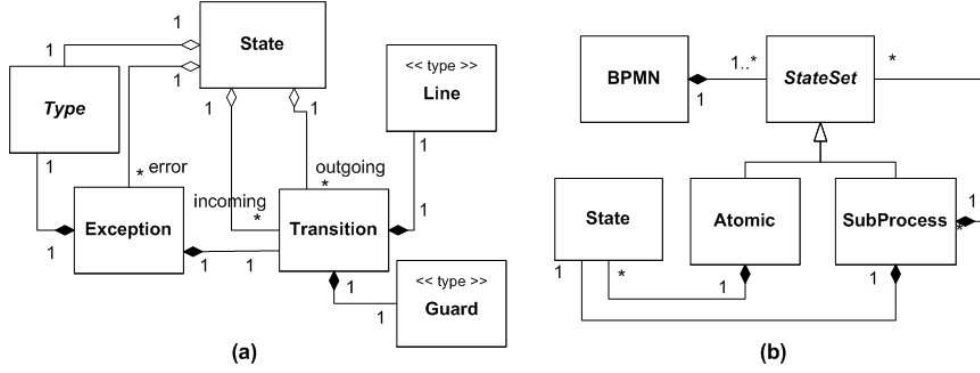 State
1
1
1
1
1
Type
1
* error
incoming
*
outgoing
*
Exception
1
1
1
Transition
<< type >>
Line
1
1
1
1
<< type >>
Guard
(a)
BPMN
1
1..*
StateSet
*
State
Atomic
SubProcess
1
*
1
*
1
1
(b)